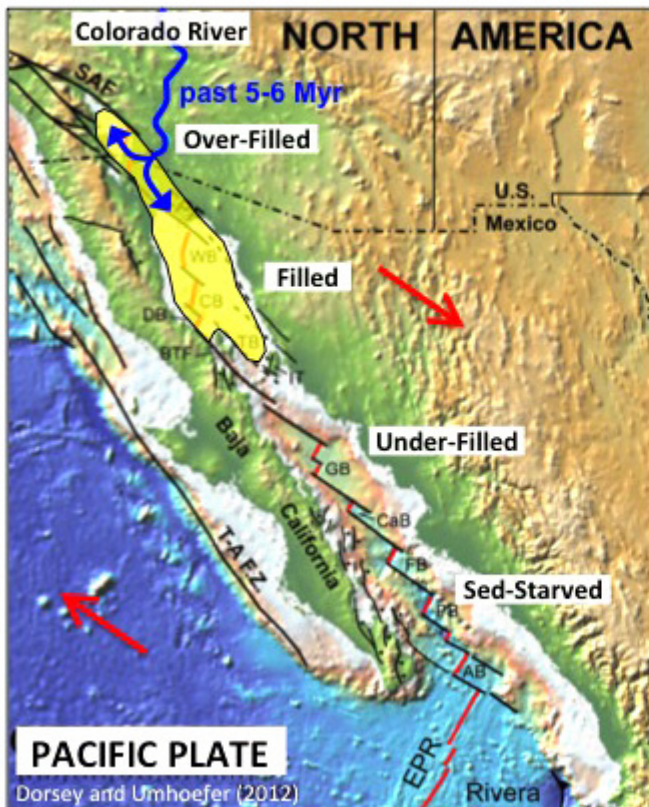 Colorado River
NORTH AMERICA
SAF
past 5-6 Myr
Over-Filled
U.S.
Mexico
WB
Filled
CB
DB
TB
BTF
IT
Baja
California
Under-Filled
GB
CaB
FB
T-A F.Z.
Sed-Starved
PB
AB
EPR
PACIFIC PLATE
Rivera
Dorsey and Umhoefer (2012)